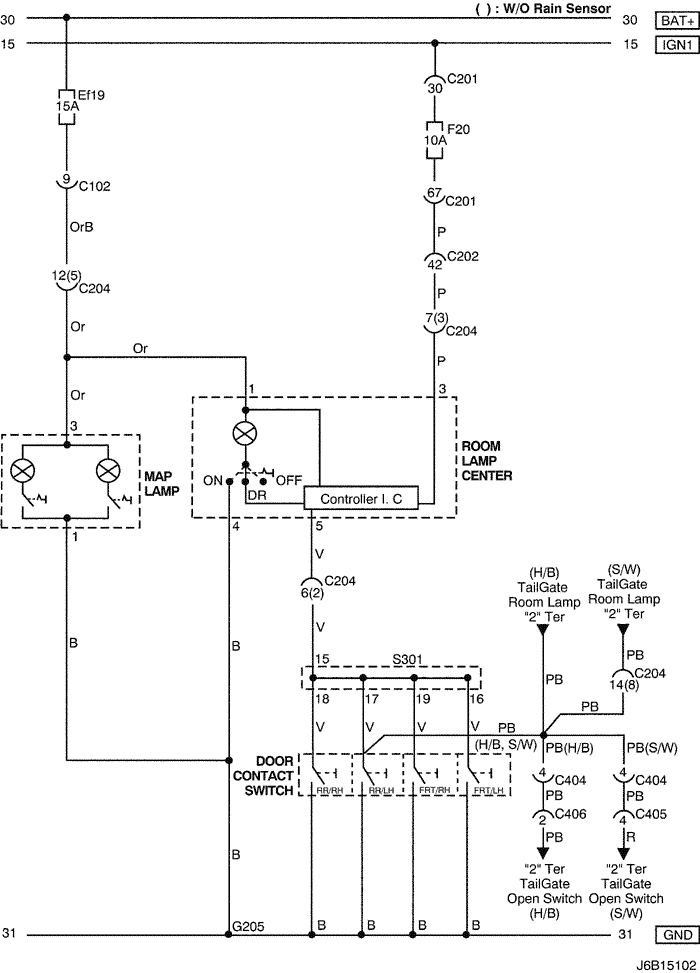 ( ) : W/O Rain Sensor
30 30 BAT+
15 15 IGN1
C201
30
Ef19
15A
F20
10A
9
C102
67
C201
OrB
P
C202
42
12(5)
C204
P
7(3)
C204
Or
Or
P
Or
1
3
3
ROOM
LAMP
CENTER
MAP
LAMP
ON
OFF
DR
Controller I. C
1
4
5
V
C204
6(2)
V
B
B
(H/B)
TailGate
Room Lamp
"2" Ter
(S/W)
TailGate
Room Lamp
"2" Ter
PB
C204
14(8)
PB
PB
15
S301
18
17
19
16
V
V
V
V
PB
(H/B, S/W)
PB(H/B)
PB(S/W)
DOOR
CONTACT
SWITCH
RR/RH
RR/LH
FRT/RH
FRT/LH
4
C404
4
C404
PB
PB
2
C406
4
C405
PB
R
B
"2" Ter
TailGate
Open Switch
(H/B)
"2" Ter
TailGate
Open Switch
(S/W)
G205
B
B
B
B
31 31 GND
J6B15102